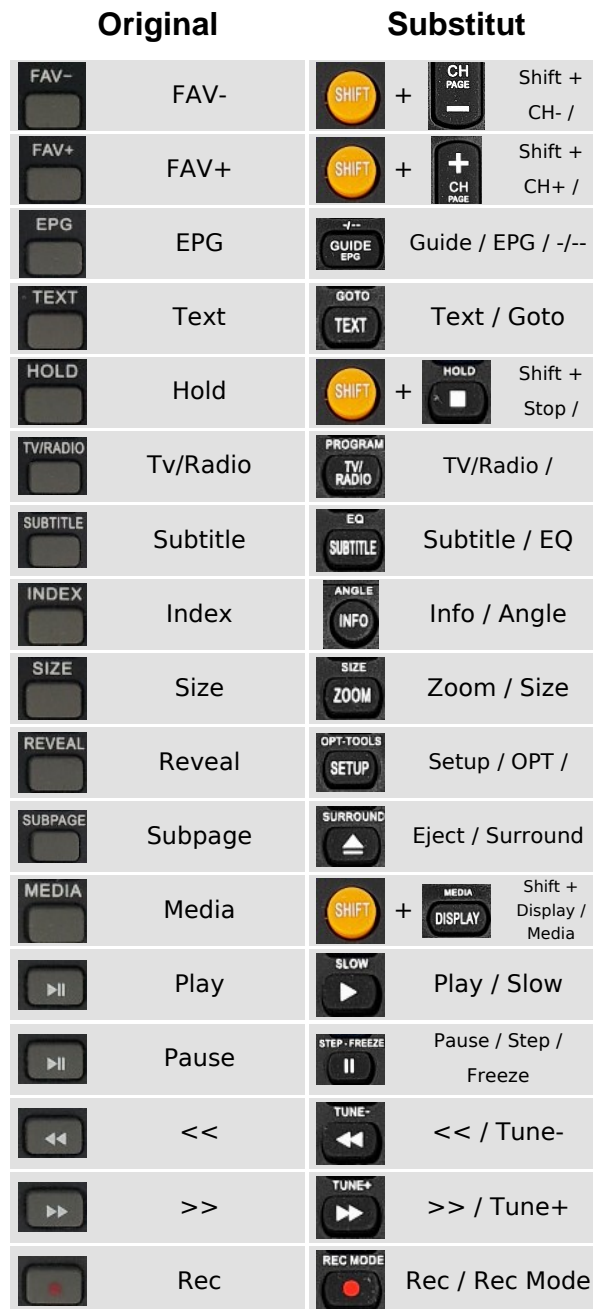 Original Substitut
FAV- FAV- SHIFT + CH PAGE − Shift +
CH- /
FAV+ FAV+ SHIFT + + CH PAGE Shift +
CH+ /
EPG EPG -/-- GUIDE EPG Guide / EPG / -/--
TEXT Text GOTO TEXT Text / Goto
HOLD Hold SHIFT + HOLD Shift +
Stop /
TV/RADIO Tv/Radio PROGRAM TV/ RADIO TV/Radio /
SUBTITLE Subtitle EQ SUBTITLE Subtitle / EQ
INDEX Index ANGLE INFO Info / Angle
SIZE Size SIZE ZOOM Zoom / Size
REVEAL Reveal OPT-TOOLS SETUP Setup / OPT /
SUBPAGE Subpage SURROUND Eject / Surround
MEDIA Media SHIFT + MEDIA DISPLAY Shift +
Display /
Media
Play SLOW Play / Slow
Pause STEP-FREEZE Pause / Step /
Freeze
<< TUNE- << / Tune-
>> TUNE+ >> / Tune+
Rec REC MODE Rec / Rec Mode